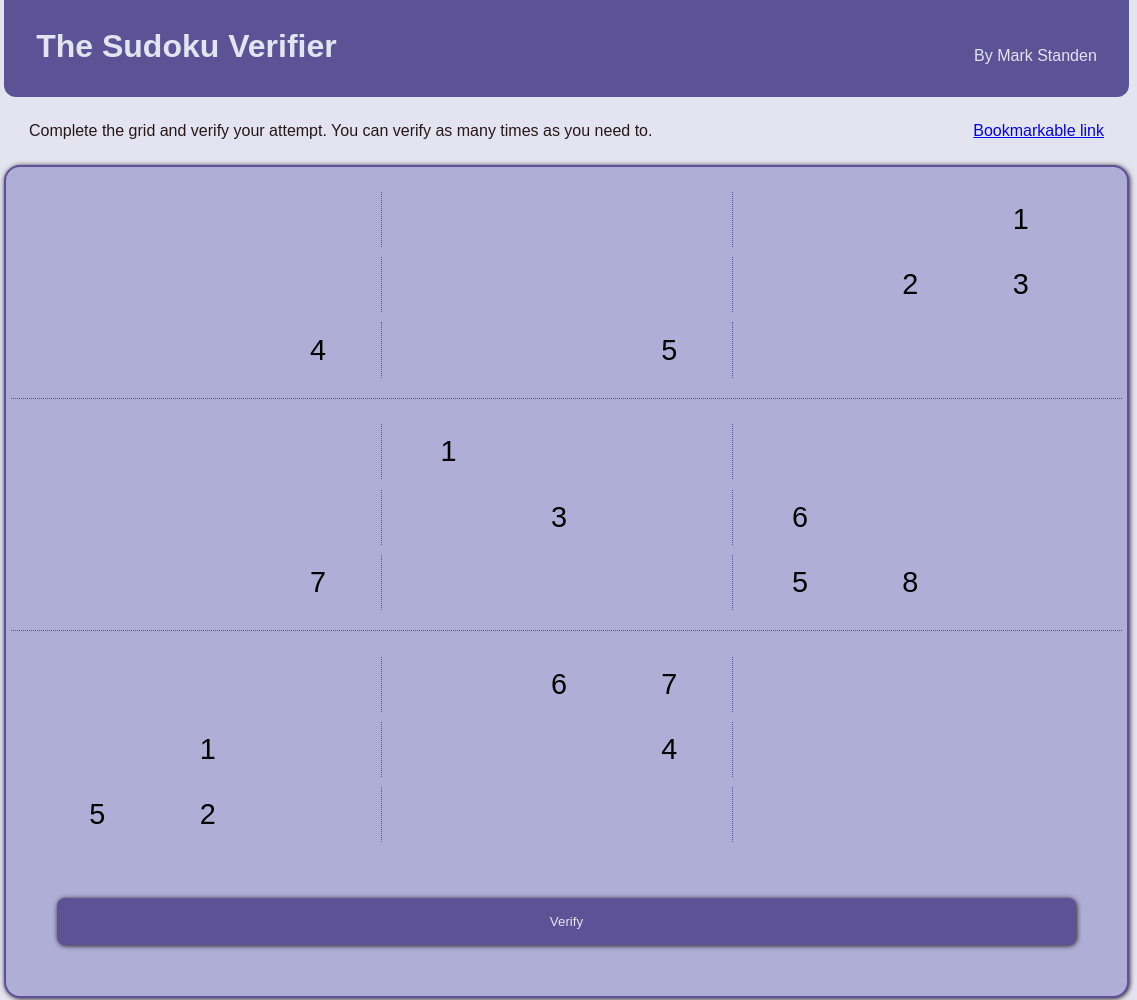 The Sudoku Verifier
By Mark Standen
Complete the grid and verify your attempt. You can verify as many times as you need to.
Bookmarkable link
1
2 3
4 5
1
3 6
7 5 8
6 7
1 4
5 2
Verify